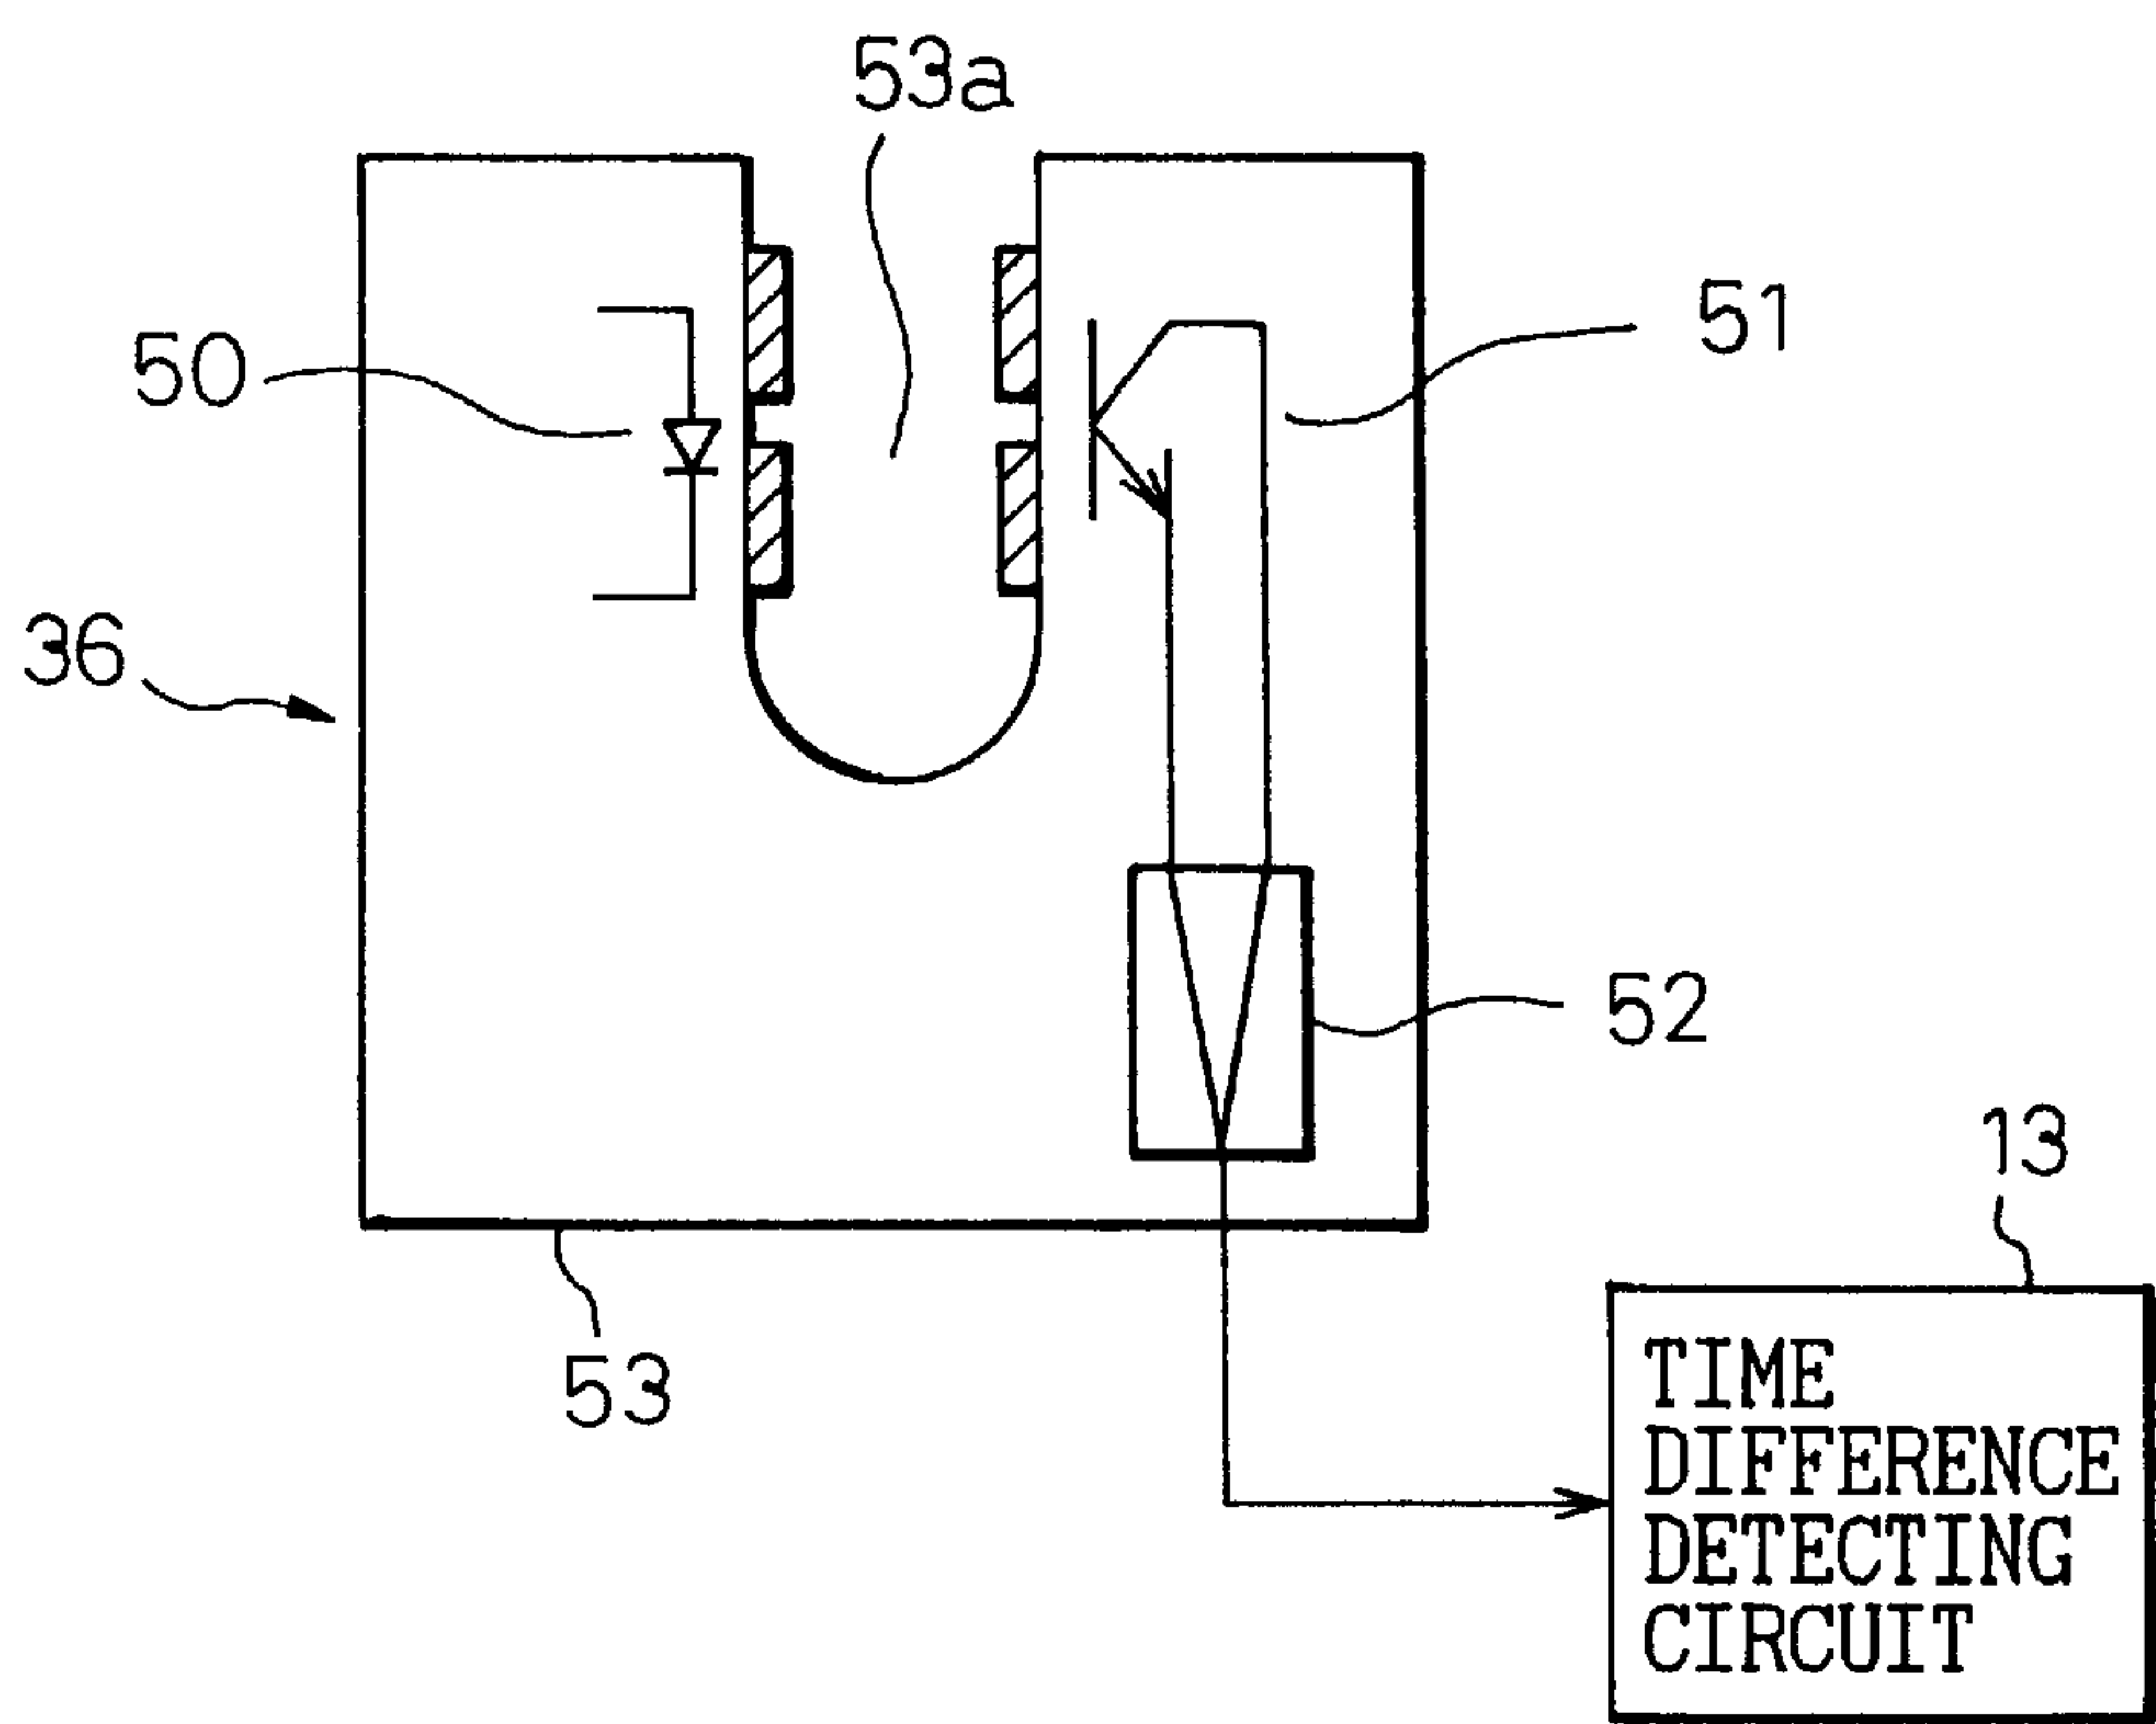 53a
50
51
36
52
13
53
TIME
DIFFERENCE
DETECTING
CIRCUIT